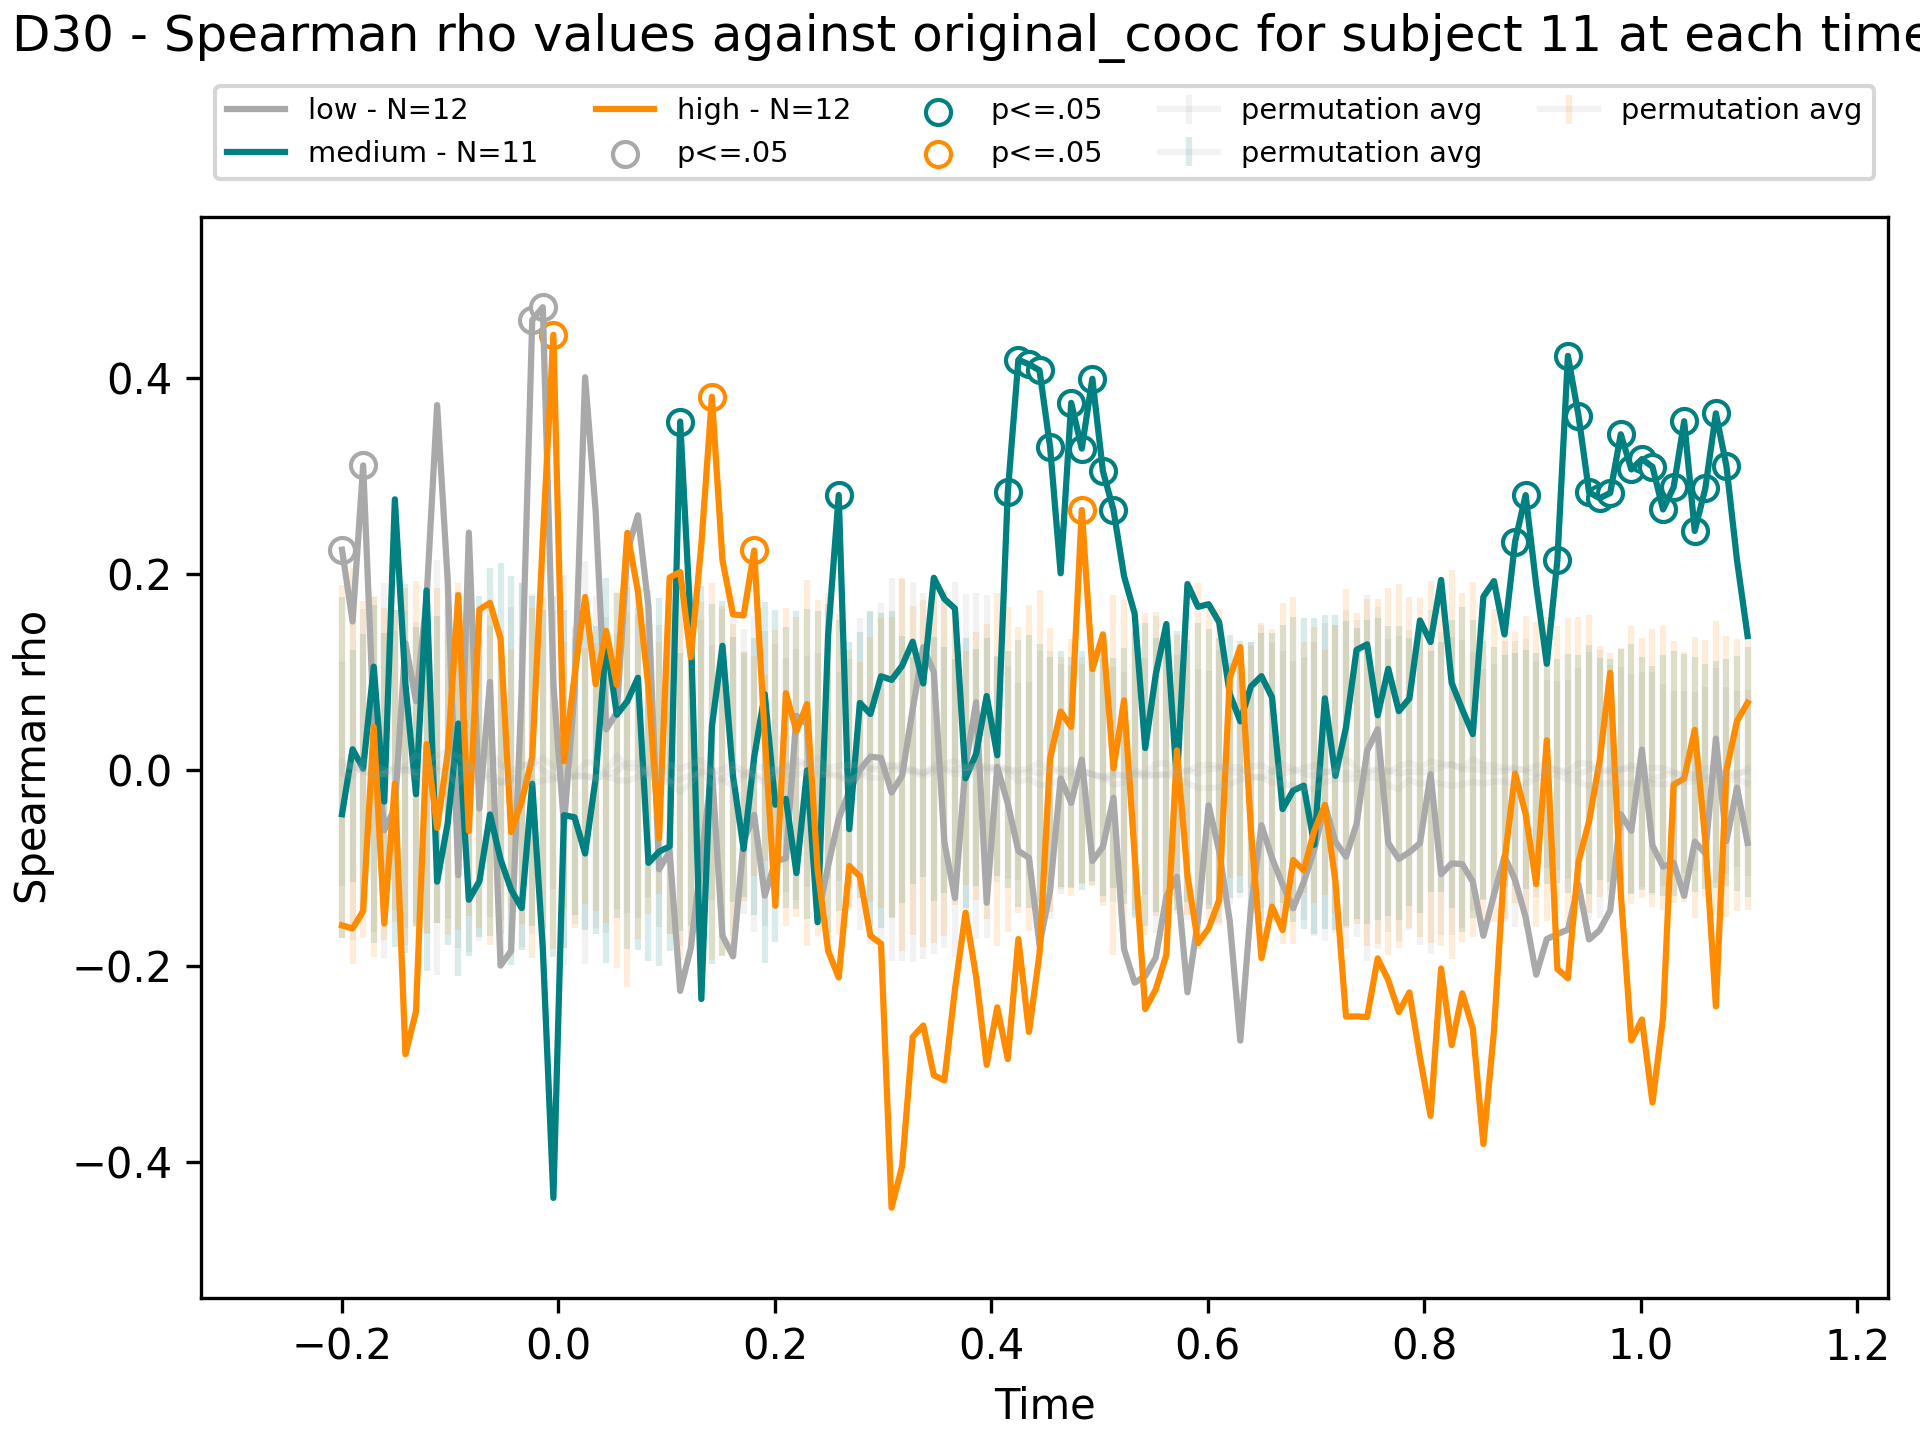 D30 - Spearman rho values against original_cooc for subject 11 at each time
low - N=12
medium - N=11
high - N=12
p<=.05
p<=.05
p<=.05
permutation avg
permutation avg
permutation avg
Spearman rho
0.4
0.2
0.0
−0.2
−0.4
−0.2
0.0
0.2
0.4
0.6
0.8
1.0
1.2
Time